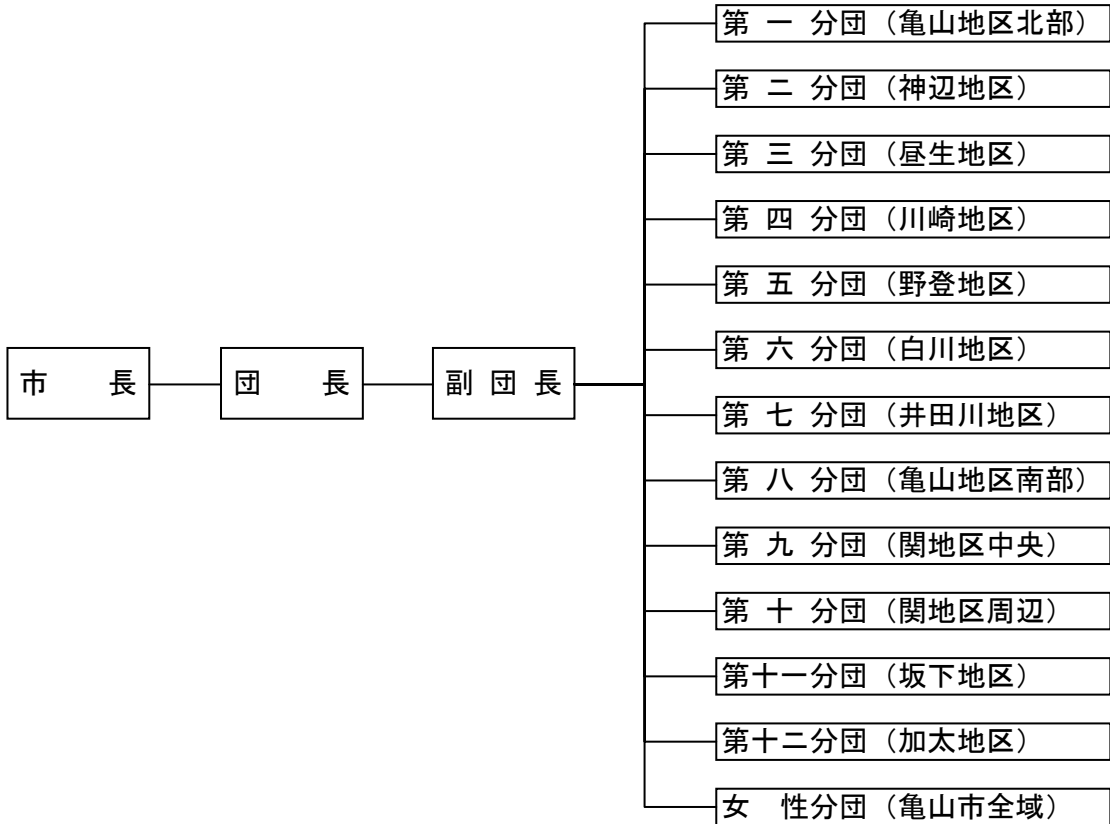 第 一 分団（亀山地区北部）
第 二 分団（神辺地区）
第 三 分団（昼生地区）
第 四 分団（川崎地区）
第 五 分団（野登地区）
第 六 分団（白川地区）
市　　長
団　　長
副 団 長
第 七 分団（井田川地区）
第 八 分団（亀山地区南部）
第 九 分団（関地区中央）
第 十 分団（関地区周辺）
第十一分団（坂下地区）
第十二分団（加太地区）
女　性分団（亀山市全域）